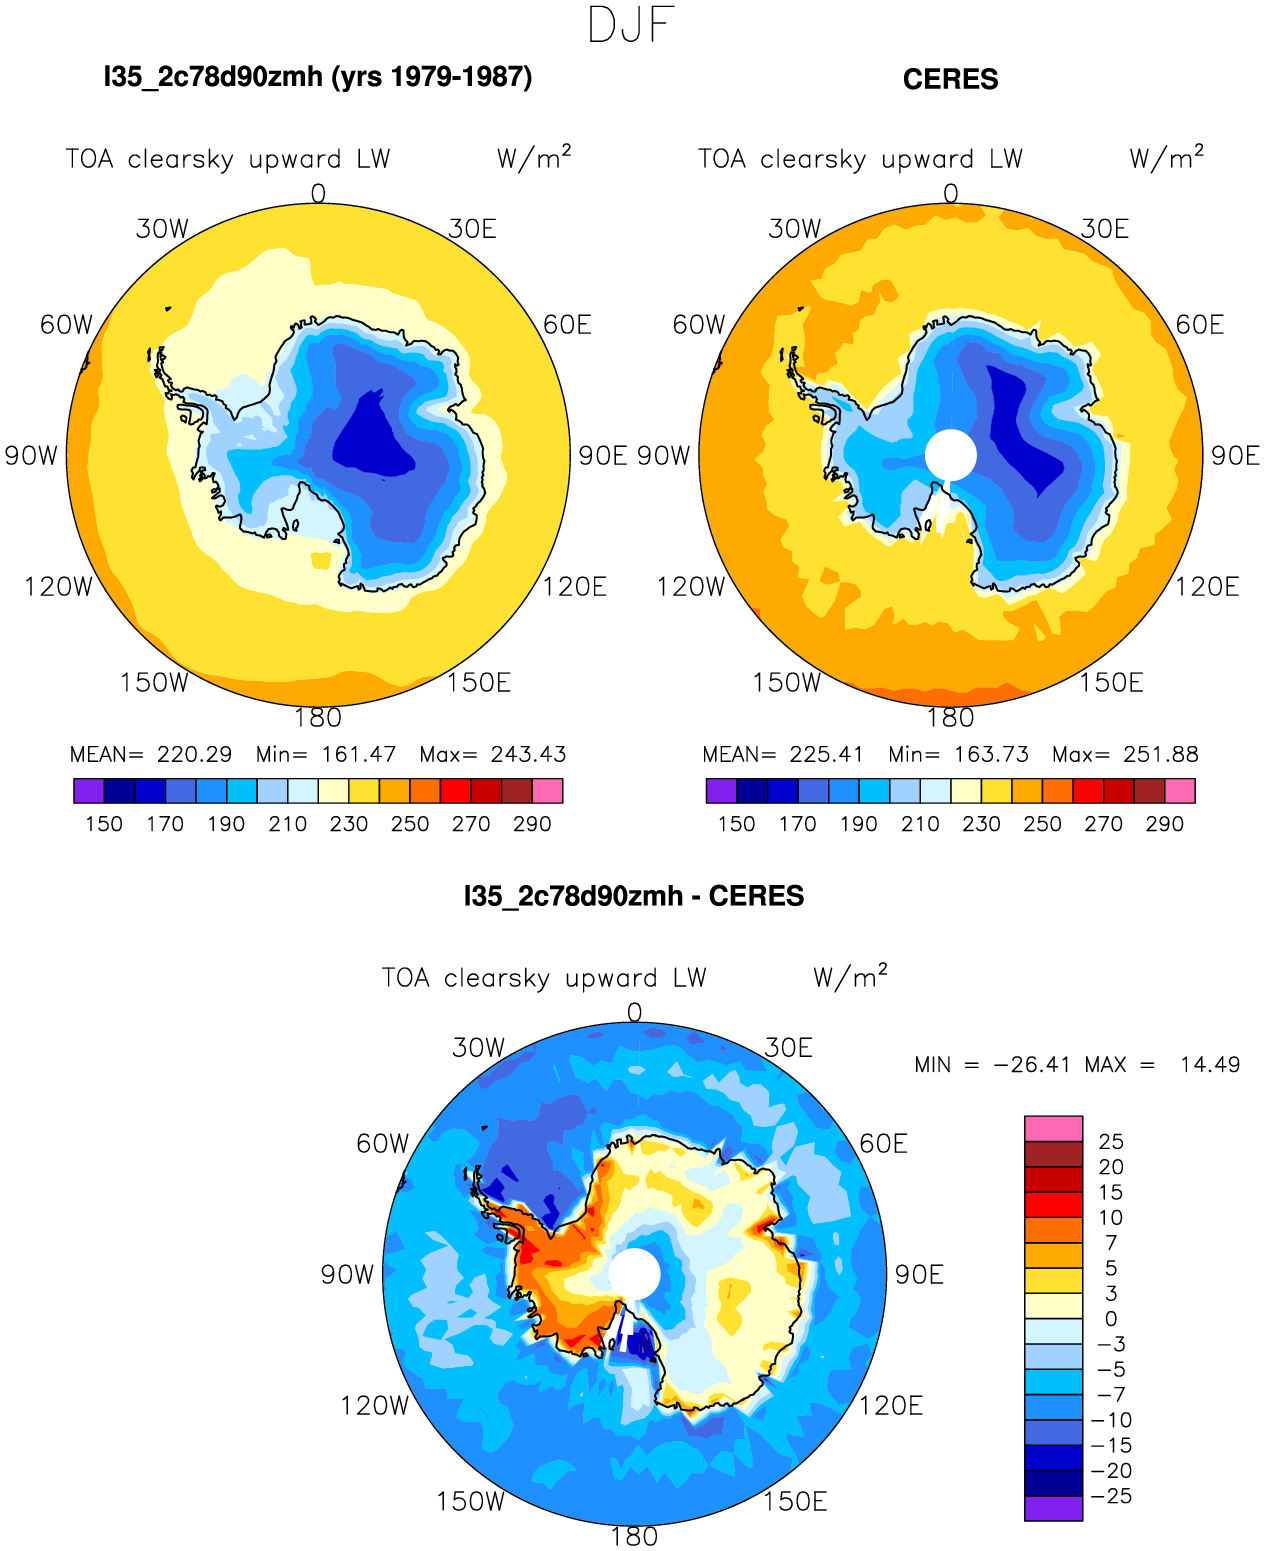 DJF
l35_2c78d90zmh (yrs 1979-1987)
CERES
TOA clearsky upward LW W/m²
TOA clearsky upward LW W/m²
0
30W 30E
60W 60E
90W 90E
120W 120E
150W 150E
180
0
30W 30E
60W 60E
90W 90E
120W 120E
150W 150E
180
MEAN= 220.29 Min= 161.47 Max= 243.43
MEAN= 225.41 Min= 163.73 Max= 251.88
150 170 190 210 230 250 270 290
150 170 190 210 230 250 270 290
l35_2c78d90zmh - CERES
TOA clearsky upward LW W/m²
0
30W 30E
60W 60E
90W 90E
120W 120E
150W 150E
180
MIN = −26.41 MAX = 14.49
25
20
15
10
7
5
3
0
−3
−5
−7
−10
−15
−20
−25